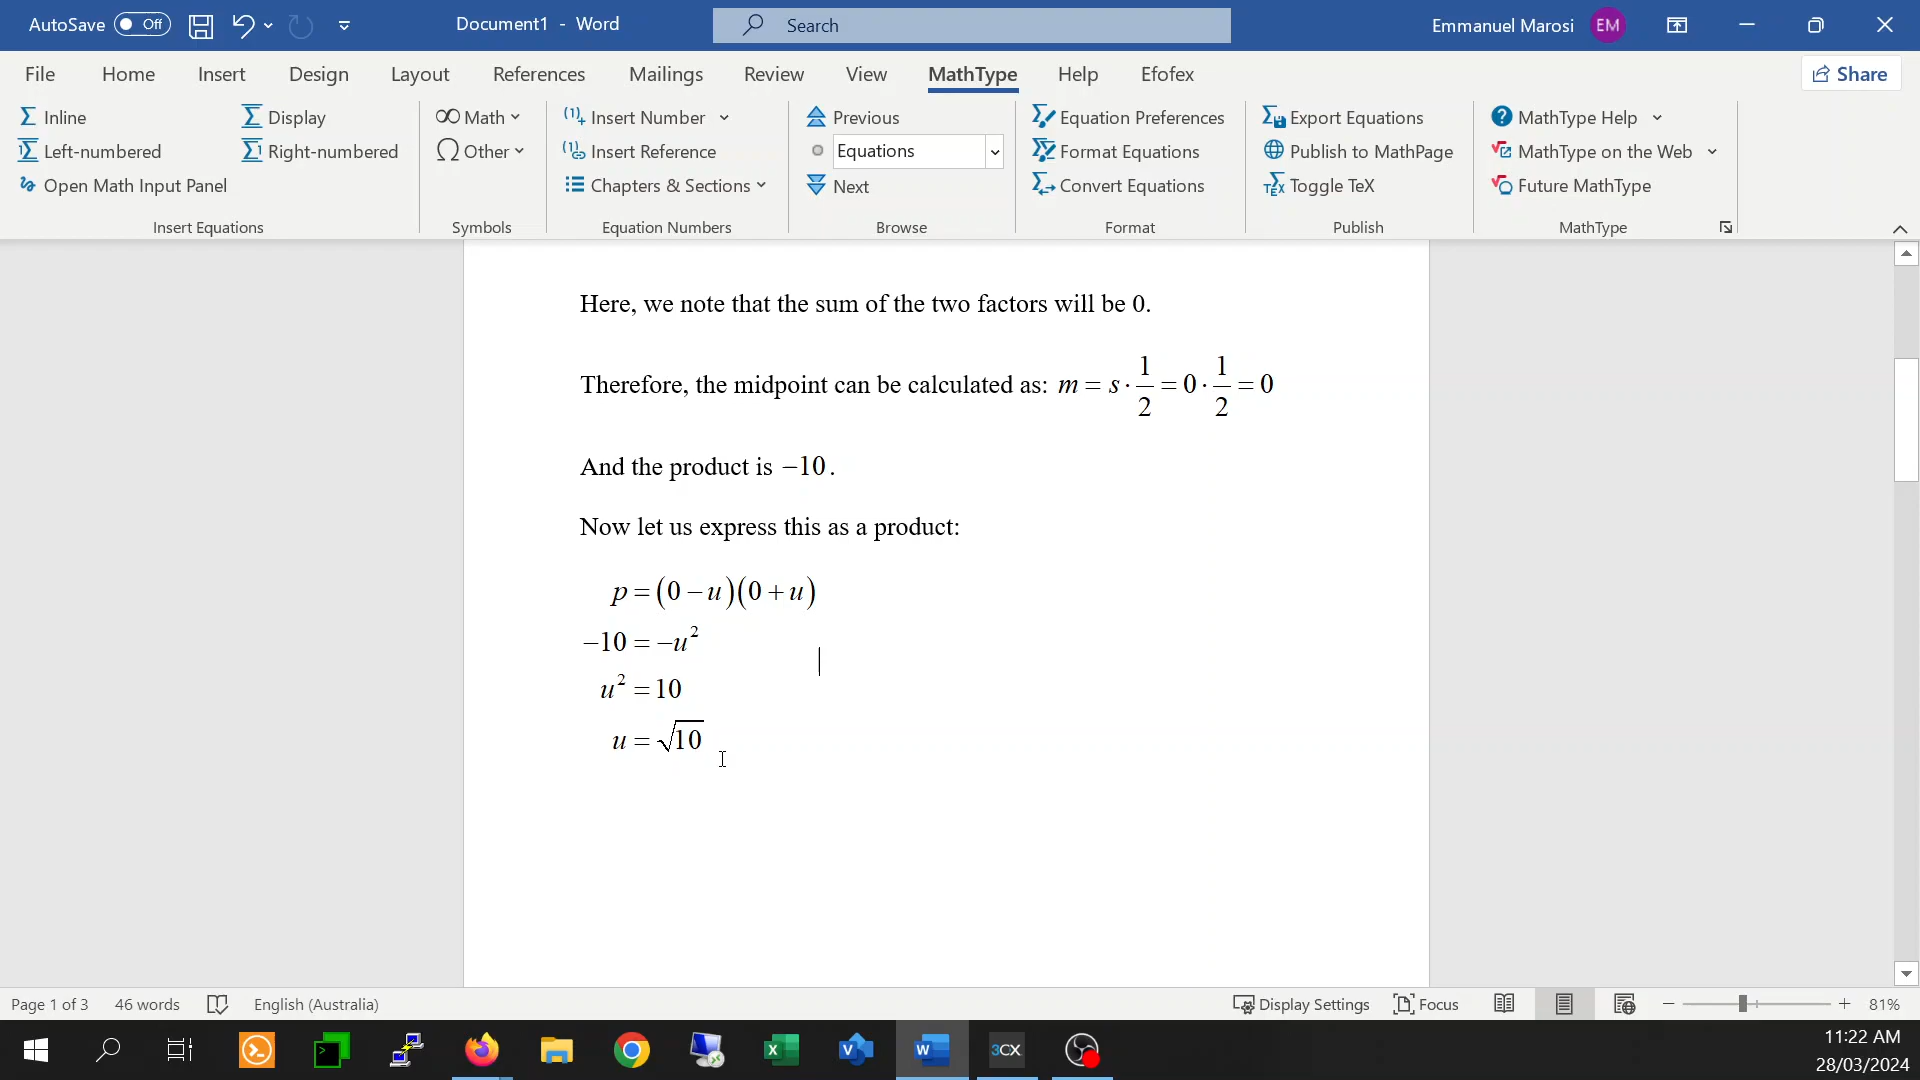 AutoSave Off Document1 - Word Search Emmanuel Marosi EM
File Home Insert Design Layout References Mailings Review View MathType Help Efofex Share
Inline Display Math Insert Number Previous Equation Preferences Export Equations MathType Help
Left-numbered Right-numbered Other Insert Reference Equations Format Equations Publish to MathPage MathType on the Web
Open Math Input Panel Chapters & Sections Next Convert Equations Toggle TeX Future MathType
Insert Equations Symbols Equation Numbers Browse Format Publish MathType
Here, we note that the sum of the two factors will be 0.
Therefore, the midpoint can be calculated as: m = s · 1/2 = 0 · 1/2 = 0
And the product is −10.
Now let us express this as a product:
p = (0 − u)(0 + u)
−10 = −u²
u² = 10
u = √10
Page 1 of 3 46 words English (Australia) Display Settings Focus 81%
3CX 11:22 AM
28/03/2024